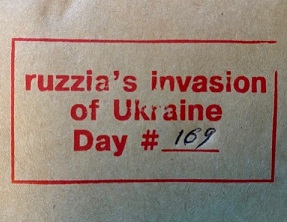 ruzzia's invasion
of Ukraine
Day # 169